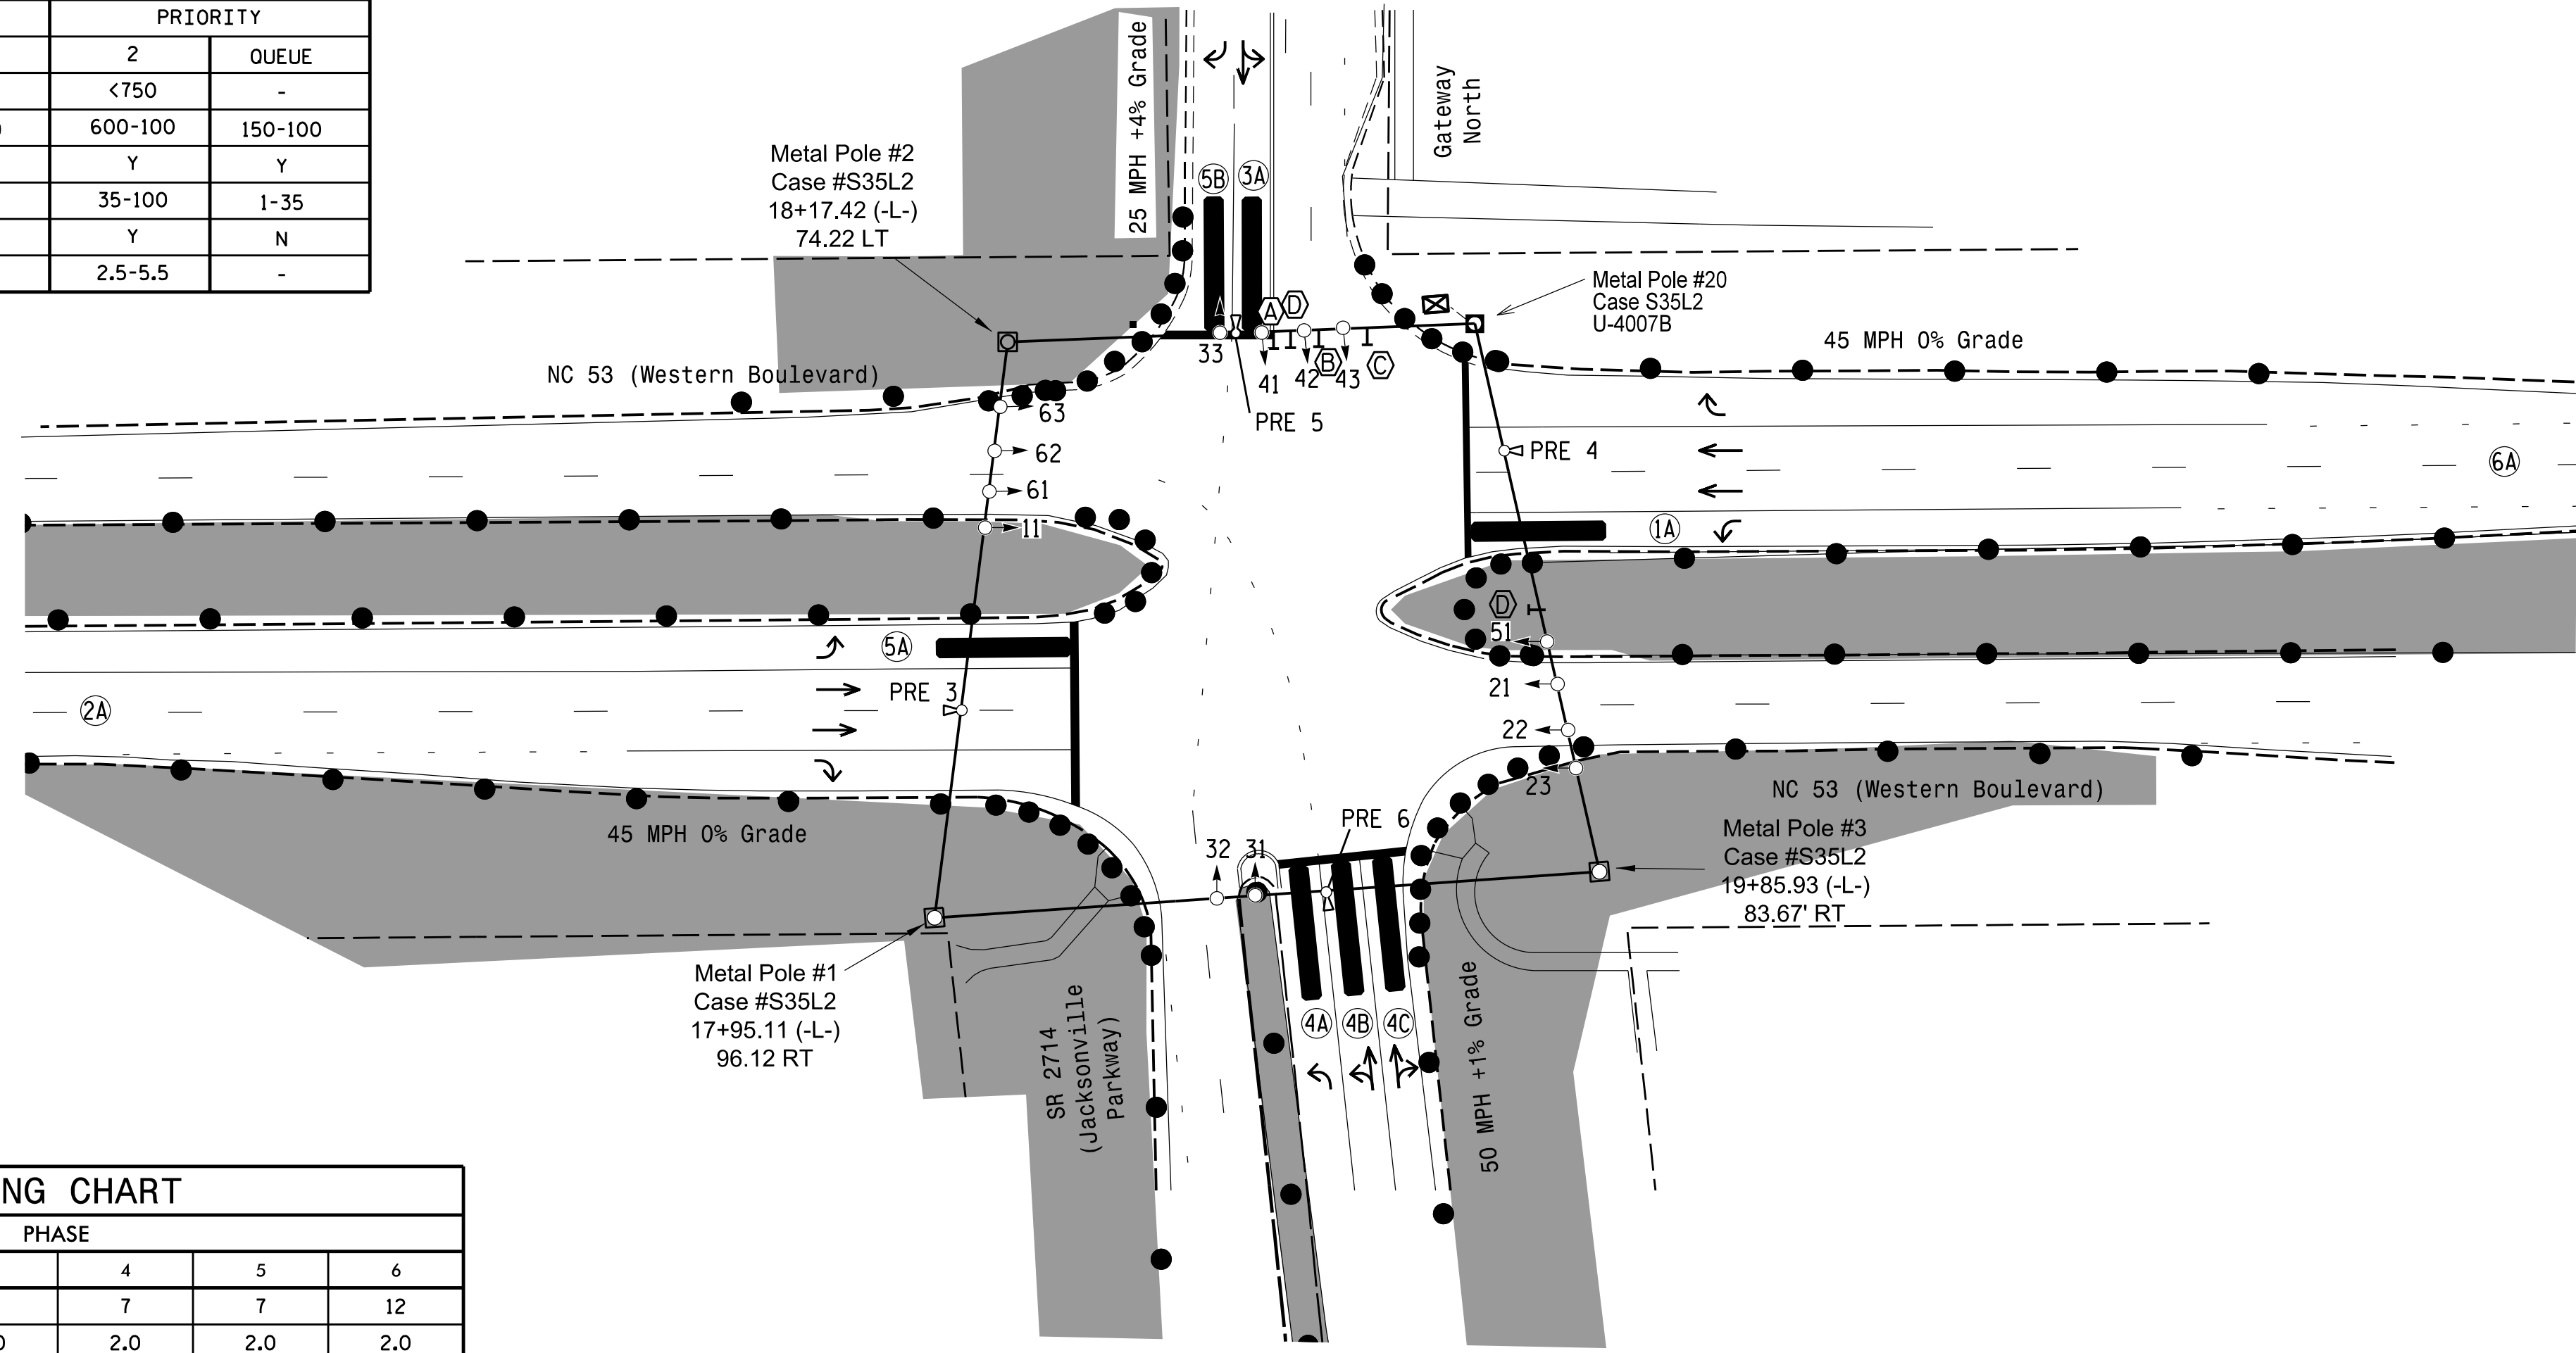 PRIORITY
2 QUEUE
<750 -
600-100 150-100
Y Y
35-100 1-35
Y N
2.5-5.5 -
25 MPH +4% Grade
Gateway
North
Metal Pole #2
Case #S35L2
18+17.42 (-L-)
74.22 LT
5B 3A
Metal Pole #20
Case S35L2
U-4007B
A D
33
41 42 B 43 C
PRE 5
45 MPH 0% Grade
NC 53 (Western Boulevard)
63
62
61
11
PRE 4
6A
1A
D
51
5A
PRE 3
2A
21
22
23
NC 53 (Western Boulevard)
45 MPH 0% Grade
PRE 6
32 31
Metal Pole #3
Case #S35L2
19+85.93 (-L-)
83.67' RT
Metal Pole #1
Case #S35L2
17+95.11 (-L-)
96.12 RT
SR 2714
(Jacksonville
Parkway)
4A 4B 4C
50 MPH +1% Grade
NG CHART
PHASE
4 5 6
7 7 12
2.0 2.0 2.0